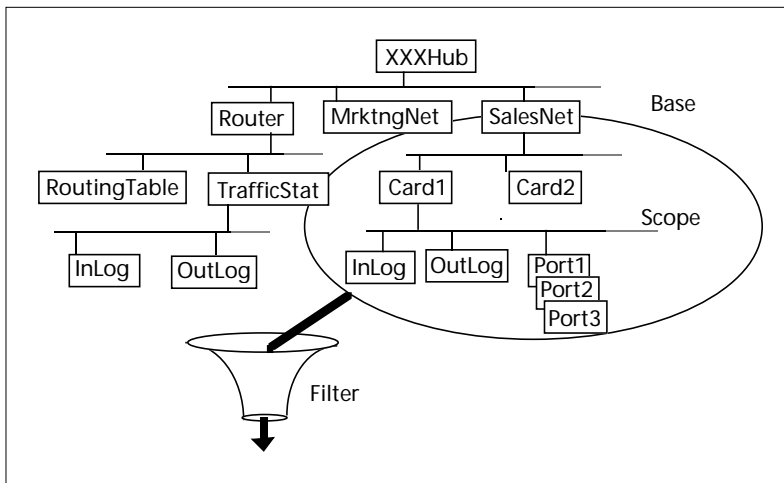 XXXHub
Router
MrktngNet
SalesNet
Base
RoutingTable
TrafficStat
Card1
Card2
Scope
InLog
OutLog
InLog
OutLog
Port1
Port2
Port3
Filter